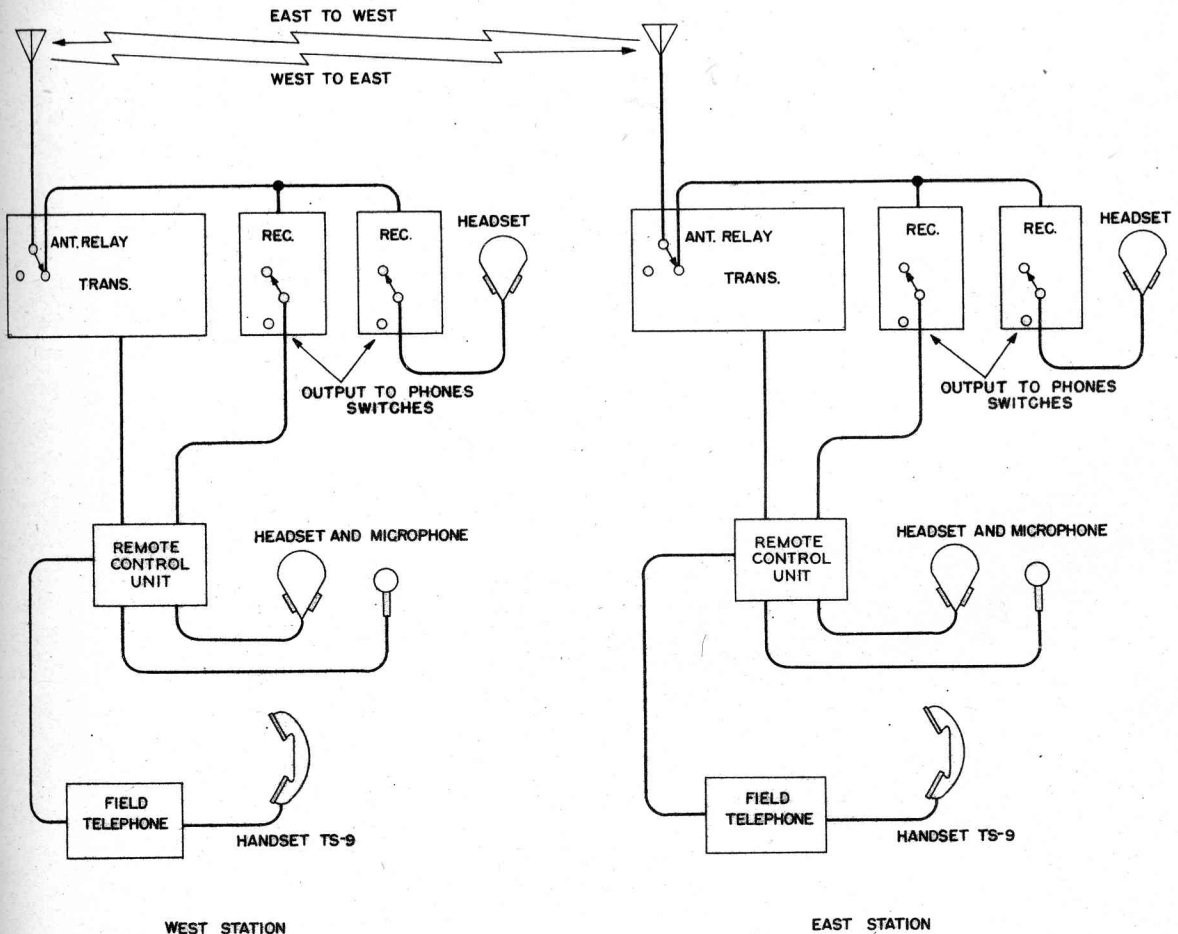 EAST TO WEST
WEST TO EAST
ANT. RELAY
TRANS.
REC.
REC.
HEADSET
OUTPUT TO PHONES
SWITCHES
REMOTE
CONTROL
UNIT
HEADSET AND MICROPHONE
FIELD
TELEPHONE
HANDSET TS-9
WEST STATION
ANT. RELAY
TRANS.
REC.
REC.
HEADSET
OUTPUT TO PHONES
SWITCHES
REMOTE
CONTROL
UNIT
HEADSET AND MICROPHONE
FIELD
TELEPHONE
HANDSET TS-9
EAST STATION